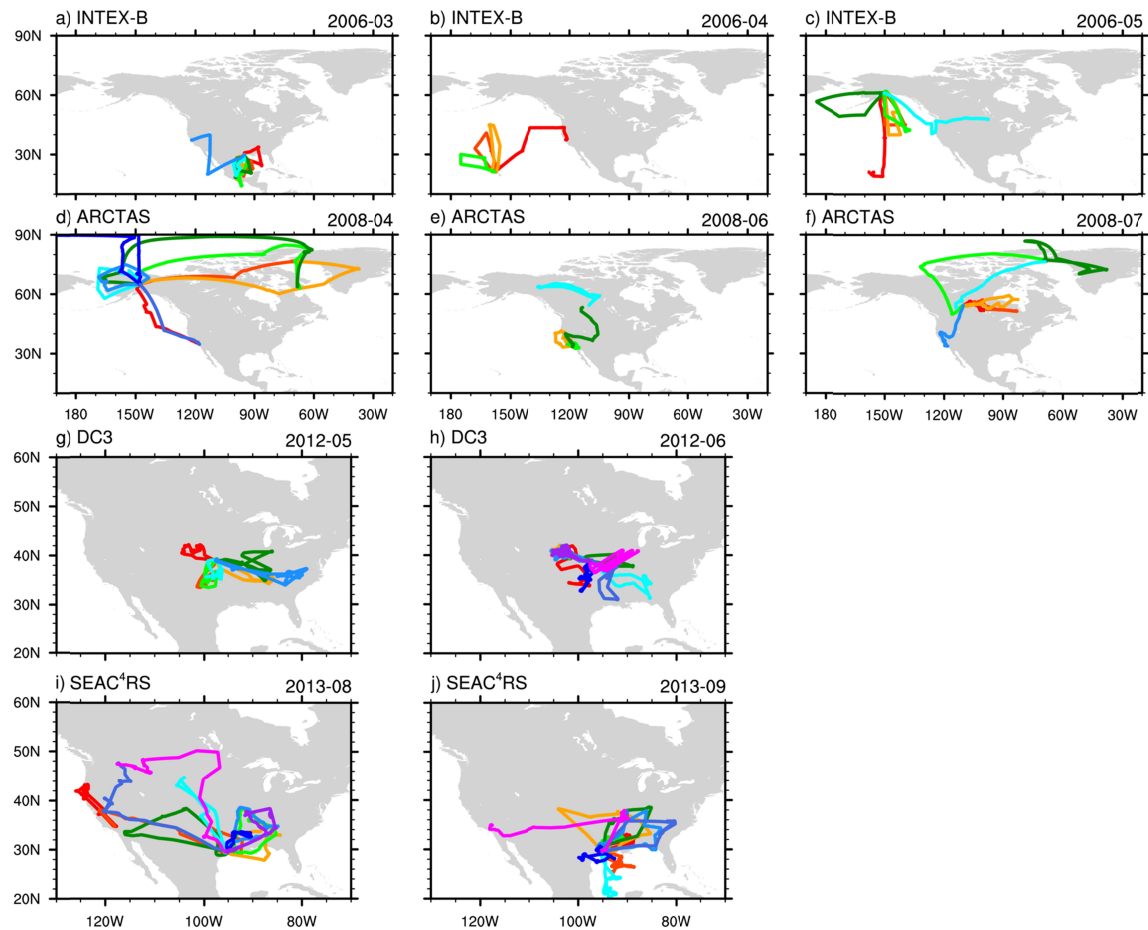 a) INTEX-B 2006-03 b) INTEX-B 2006-04 c) INTEX-B 2006-05
90N
60N
30N
d) ARCTAS 2008-04 e) ARCTAS 2008-06 f) ARCTAS 2008-07
90N
60N
30N
180 150W 120W 90W 60W 30W 180 150W 120W 90W 60W 30W 180 150W 120W 90W 60W 30W
g) DC3 2012-05 h) DC3 2012-06
60N
50N
40N
30N
20N
i) SEAC⁴RS 2013-08 j) SEAC⁴RS 2013-09
60N
50N
40N
30N
20N
120W 100W 80W 120W 100W 80W